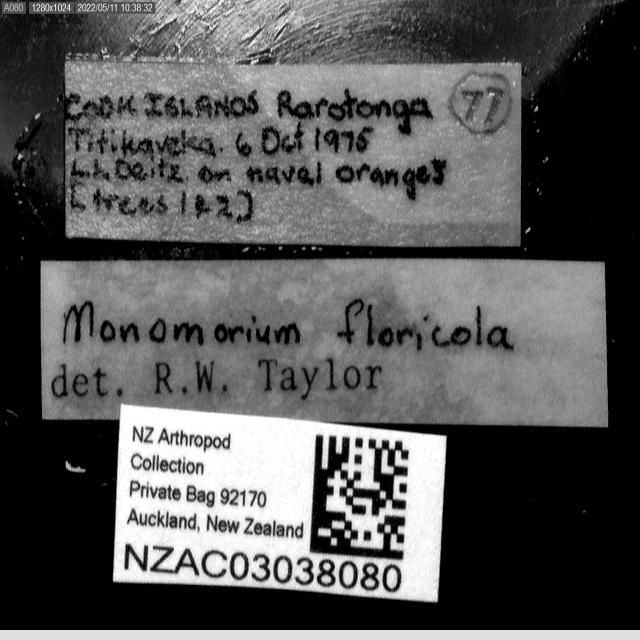 A080 1280x1024 2022/05/11 10:38:32
COOK ISLANDS Rarotonga 77
Titikaveka. 6 Oct 1975
L.L. Deitz on naval oranges
[trees 1&2]
Monomorium floricola
det. R.W. Taylor
NZ Arthropod
Collection
Private Bag 92170
Auckland, New Zealand
NZAC03038080